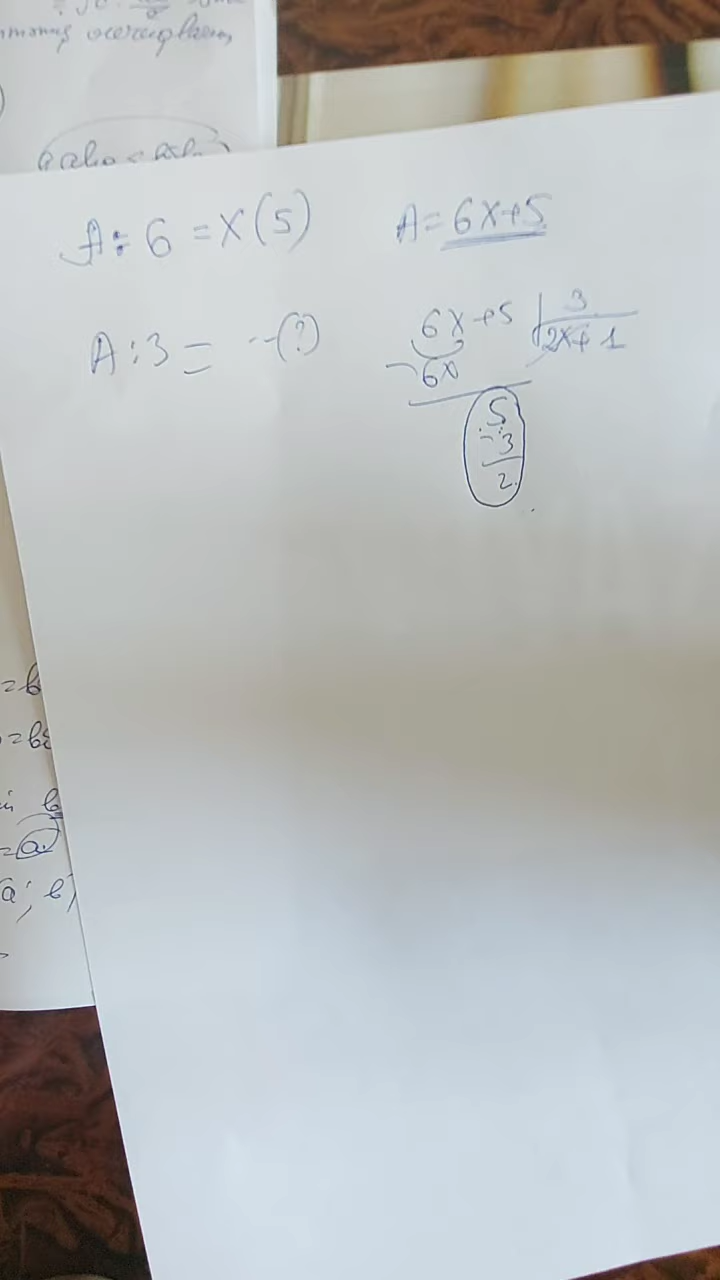 A:6 = x(5)
A = 6x+5
A:3 = --(?)
6x+5 | 3
-6x 2x+1
5
-3
2
=b
a
a; b